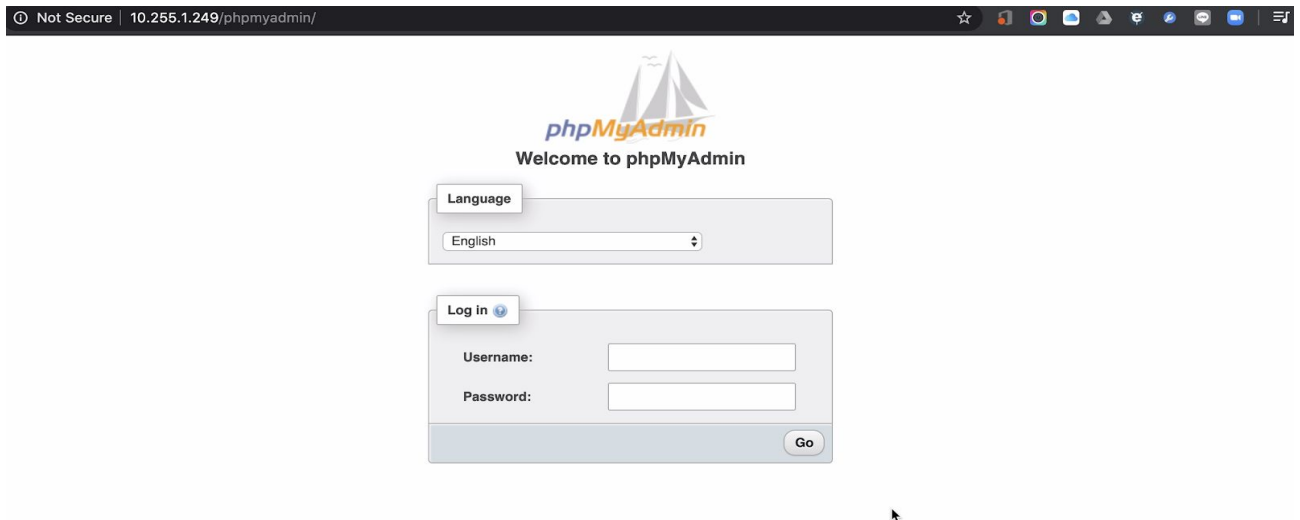 Not Secure | 10.255.1.249/phpmyadmin/
phpMyAdmin
Welcome to phpMyAdmin
Language
English
Log in
Username:
Password:
Go